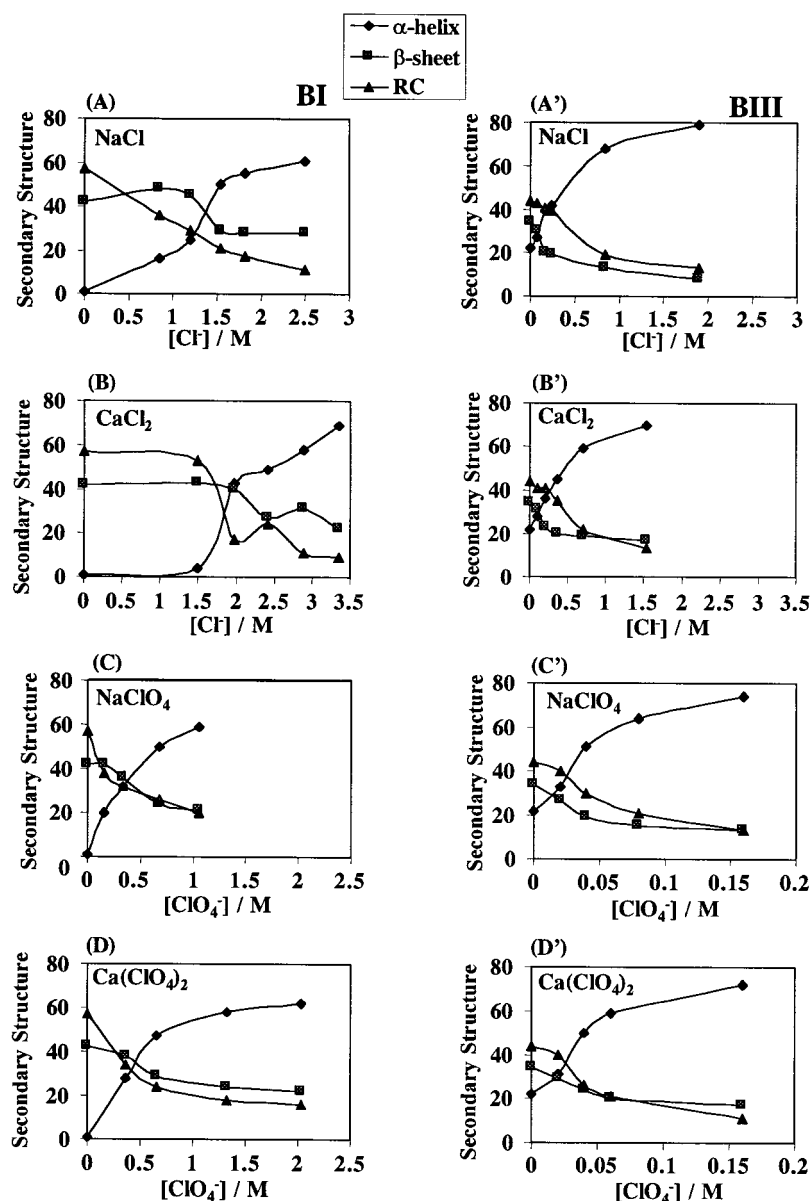 α-helix
β-sheet
RC
BI
BIII
(A)
NaCl
Secondary Structure
80
60
40
20
0
0 0.5 1 1.5 2 2.5 3
[Cl-] / M
(A')
NaCl
Secondary Structure
80
60
40
20
0
0 0.5 1 1.5 2 2.5 3
[Cl-] / M
(B)
CaCl2
Secondary Structure
80
60
40
20
0
0 0.5 1 1.5 2 2.5 3 3.5
[Cl-] / M
(B')
CaCl2
Secondary Structure
80
60
40
20
0
0 0.5 1 1.5 2 2.5 3 3.5
[Cl-] / M
(C)
NaClO4
Secondary Structure
80
60
40
20
0
0 0.5 1 1.5 2 2.5
[ClO4-] / M
(C')
NaClO4
Secondary Structure
80
60
40
20
0
0 0.05 0.1 0.15 0.2
[ClO4-] / M
(D)
Ca(ClO4)2
Secondary Structure
80
60
40
20
0
0 0.5 1 1.5 2 2.5
[ClO4-] / M
(D')
Ca(ClO4)2
Secondary Structure
80
60
40
20
0
0 0.05 0.1 0.15 0.2
[ClO4-] / M